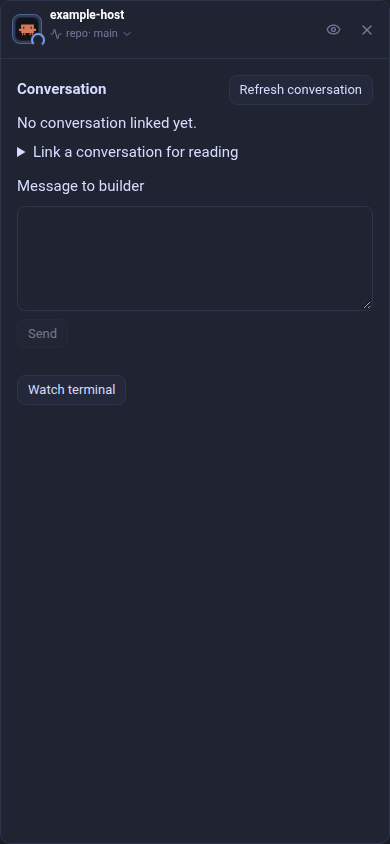 example-host
repo· main
Conversation
Refresh conversation
No conversation linked yet.
Link a conversation for reading
Message to builder
Send
Watch terminal